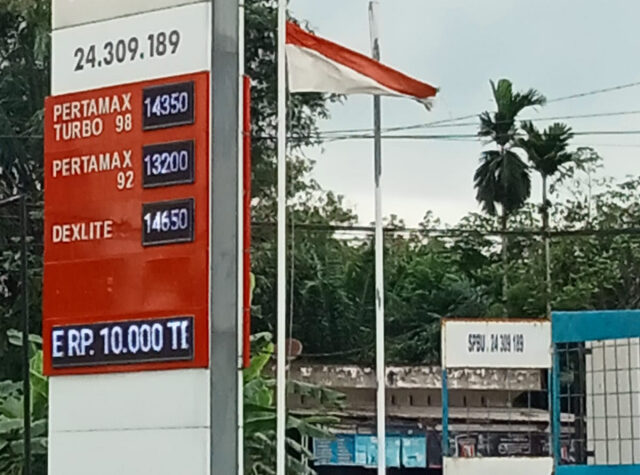 24.309.189
PERTAMAX TURBO 98 14350
PERTAMAX 92 13200
DEXLITE 14650
E RP. 10.000 TE
SPBU . 24 309 189